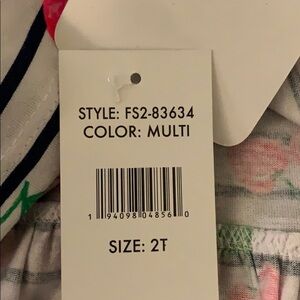 STYLE: FS2-83634
COLOR: MULTI
1 94098 04856 0
SIZE: 2T